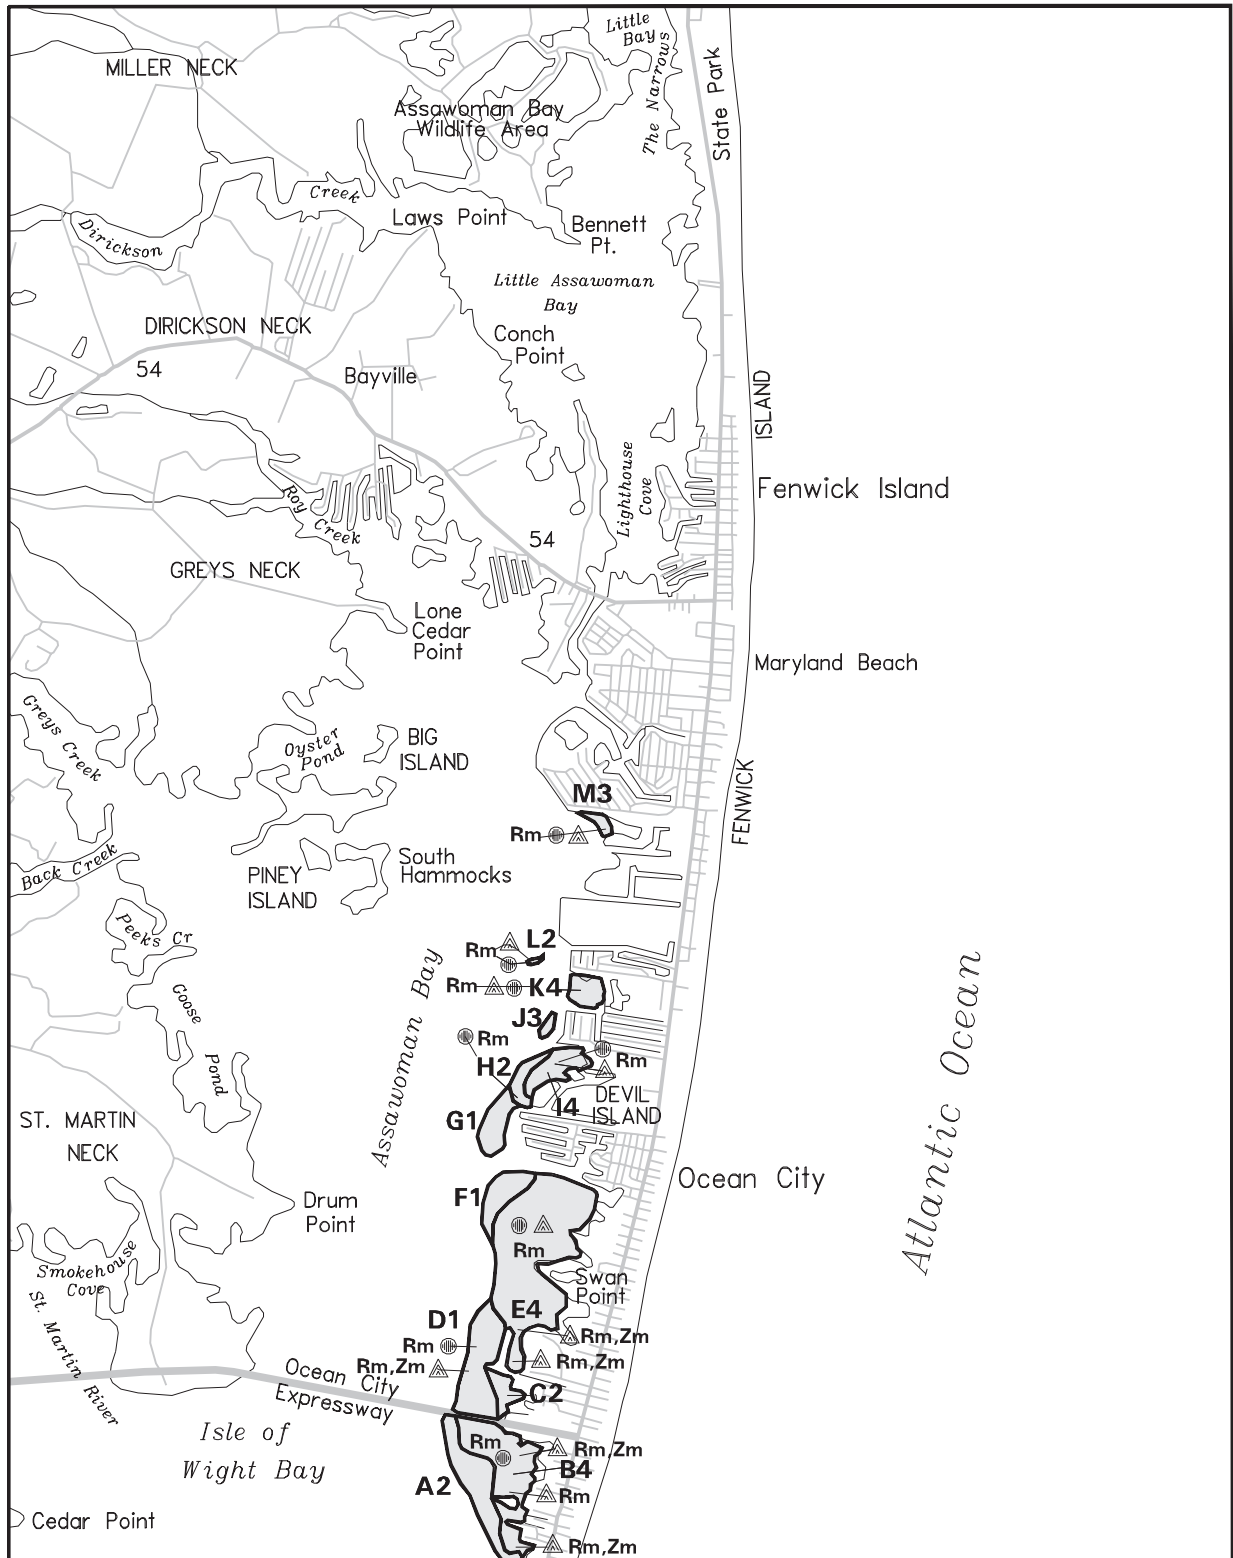 Little
Bay
The Narrows
State Park
MILLER NECK
Assawoman Bay
Wildlife Area
Creek
Laws Point
Bennett
Pt.
Dirickson
Little Assawoman
Bay
DIRICKSON NECK
Conch
Point
54
Bayville
ISLAND
Lighthouse
Cove
Fenwick Island
Roy Creek
54
GREYS NECK
Lone
Cedar
Point
Maryland Beach
Greys Creek
Oyster
Pond
BIG
ISLAND
FENWICK
M3
Rm
Back Creek
PINEY
ISLAND
South
Hammocks
Peeks Cr
L2
Rm
Rm
K4
Goose
Pond
Assawoman Bay
J3
Rm
H2
Rm
DEVIL
ISLAND
I4
G1
Atlantic Ocean
ST. MARTIN
NECK
Ocean City
F1
Drum
Point
Rm
Smokehouse
Cove
Swan
Point
St. Martin River
D1
E4
Rm
Rm,Zm
Rm,Zm
Rm,Zm
Ocean City
Expressway
C2
Isle of
Wight Bay
Rm
Rm,Zm
B4
A2
Rm
Cedar Point
Rm,Zm